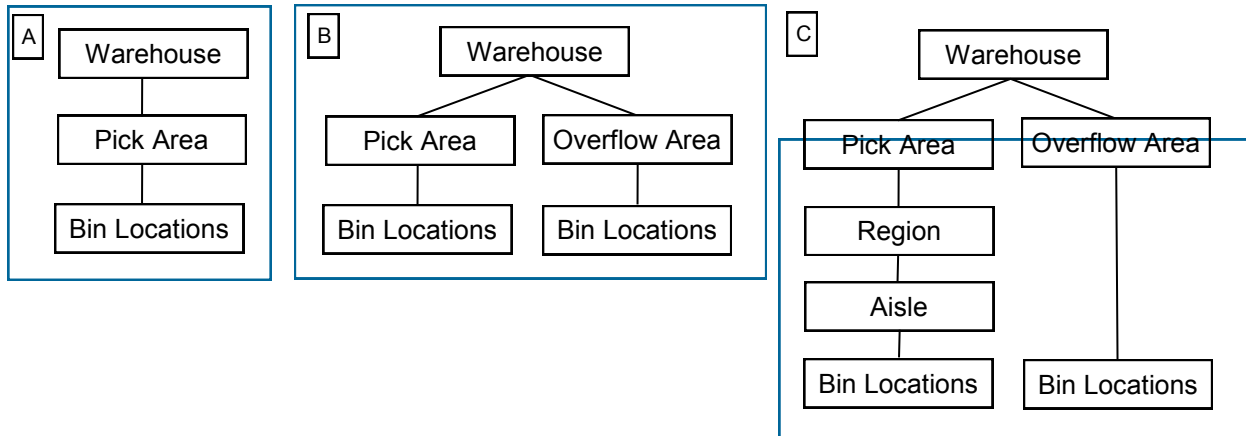 A
Warehouse
Pick Area
Bin Locations
B
Warehouse
Pick Area
Overflow Area
Bin Locations
Bin Locations
C
Warehouse
Pick Area
Overflow Area
Region
Aisle
Bin Locations
Bin Locations